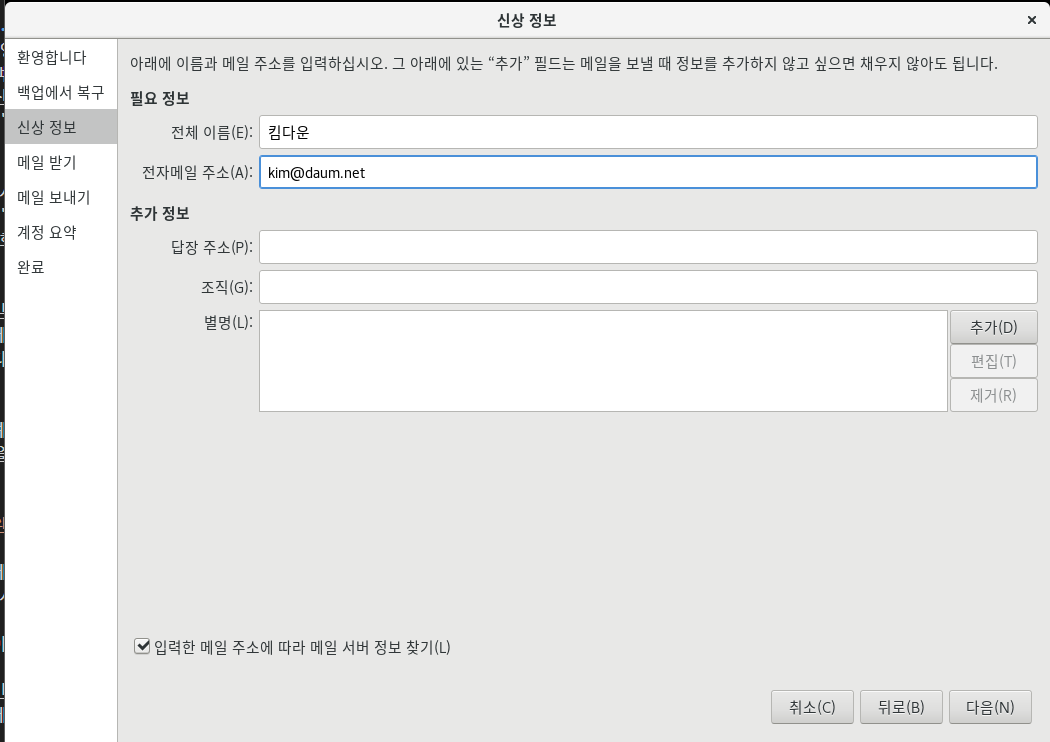 신상 정보
환영합니다
백업에서 복구
신상 정보
메일 받기
메일 보내기
계정 요약
완료
아래에 이름과 메일 주소를 입력하십시오. 그 아래에 있는 “추가” 필드는 메일을 보낼 때 정보를 추가하지 않고 싶으면 채우지 않아도 됩니다.
필요 정보
전체 이름(E): 킴다운
전자메일 주소(A): kim@daum.net
추가 정보
답장 주소(P):
조직(G):
별명(L):
추가(D)
편집(T)
제거(R)
입력한 메일 주소에 따라 메일 서버 정보 찾기(L)
취소(C) 뒤로(B) 다음(N)